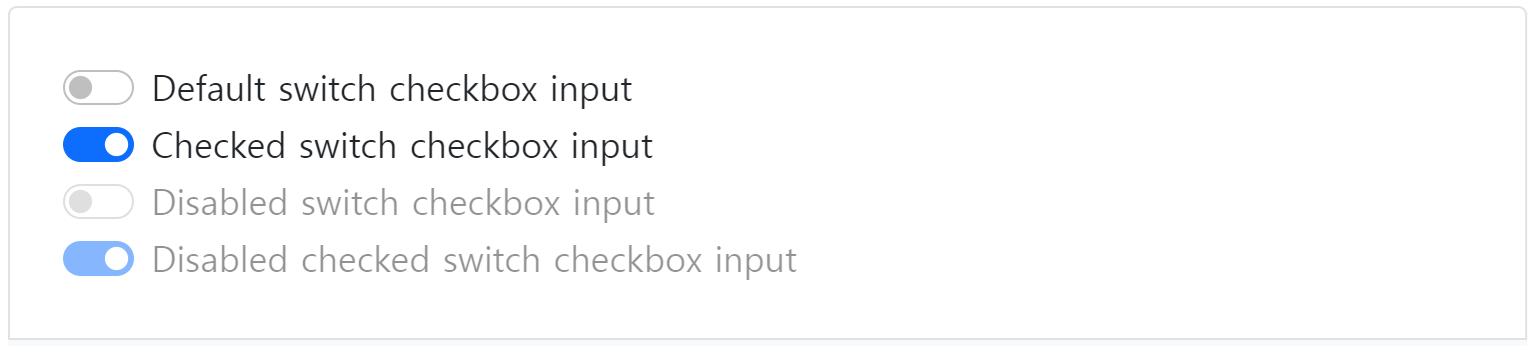 Default switch checkbox input
Checked switch checkbox input
Disabled switch checkbox input
Disabled checked switch checkbox input